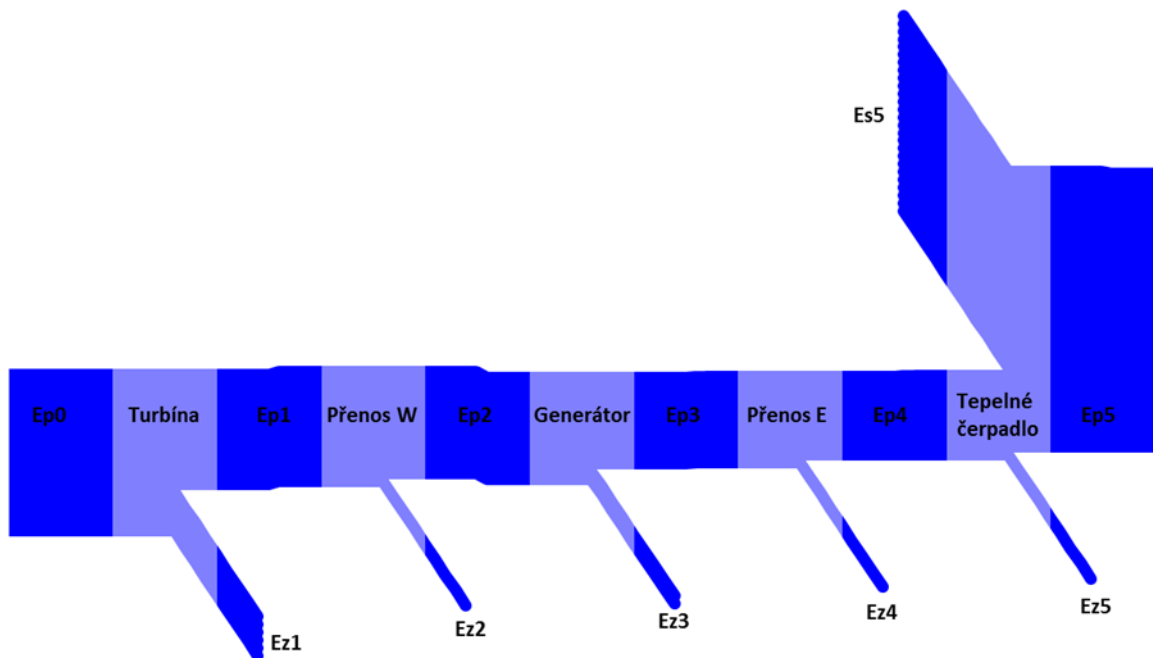 Es5
Ep0
Turbína
Ep1
Přenos W
Ep2
Generátor
Ep3
Přenos E
Ep4
Tepelné
čerpadlo
Ep5
Ez1
Ez2
Ez3
Ez4
Ez5